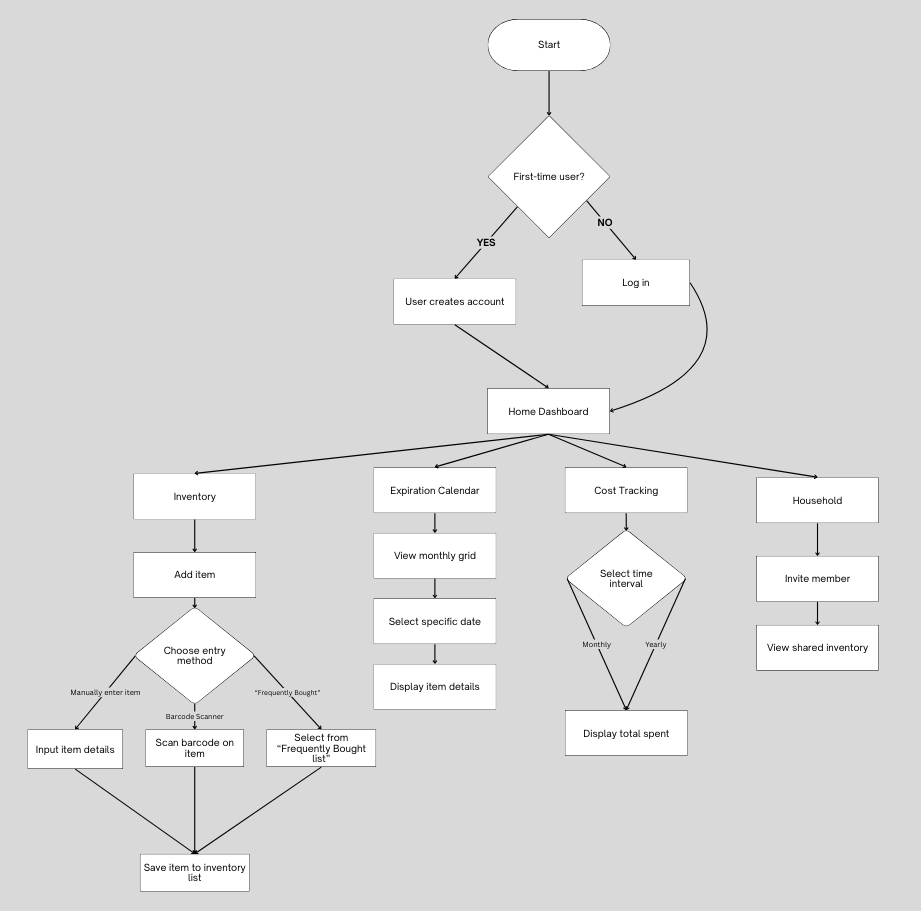 Start
First-time user?
NO
YES
Log in
User creates account
Home Dashboard
Inventory
Expiration Calendar
Cost Tracking
Household
Add item
View monthly grid
Select time
interval
Invite member
Choose entry
method
Select specific date
Monthly
Yearly
View shared inventory
Manually enter item
Barcode Scanner
“Frequently Bought”
Display item details
Input item details
Scan barcode on
item
Select from
“Frequently Bought
list”
Display total spent
Save item to inventory
list